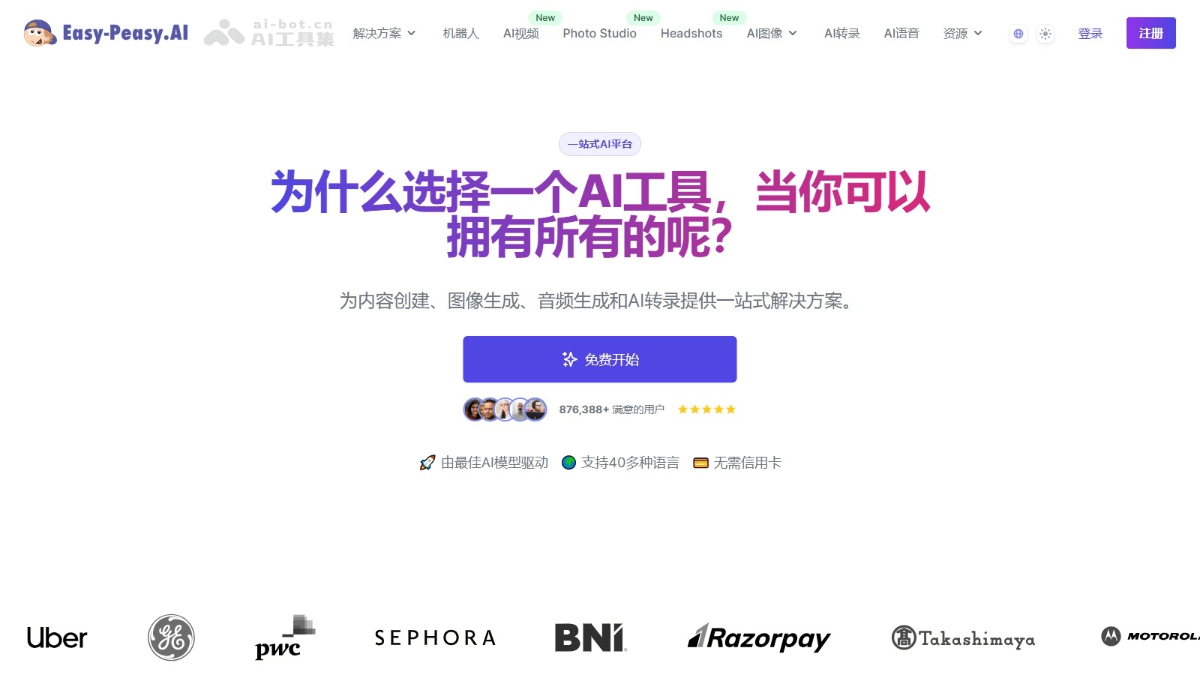 Easy-Peasy.AI
ai-bot.cn
AI工具集
解决方案
机器人
New
AI视频
New
Photo Studio
New
Headshots
AI图像
AI转录
AI语音
资源
登录
注册
一站式AI平台
为什么选择一个AI工具，当你可以
拥有所有的呢？
为内容创建、图像生成、音频生成和AI转录提供一站式解决方案。
免费开始
876,388+ 满意的用户
由最佳AI模型驱动 支持40多种语言 无需信用卡
Uber
GE
pwc
SEPHORA
BNI
Razorpay
髙 Takashimaya
MOTOROLA